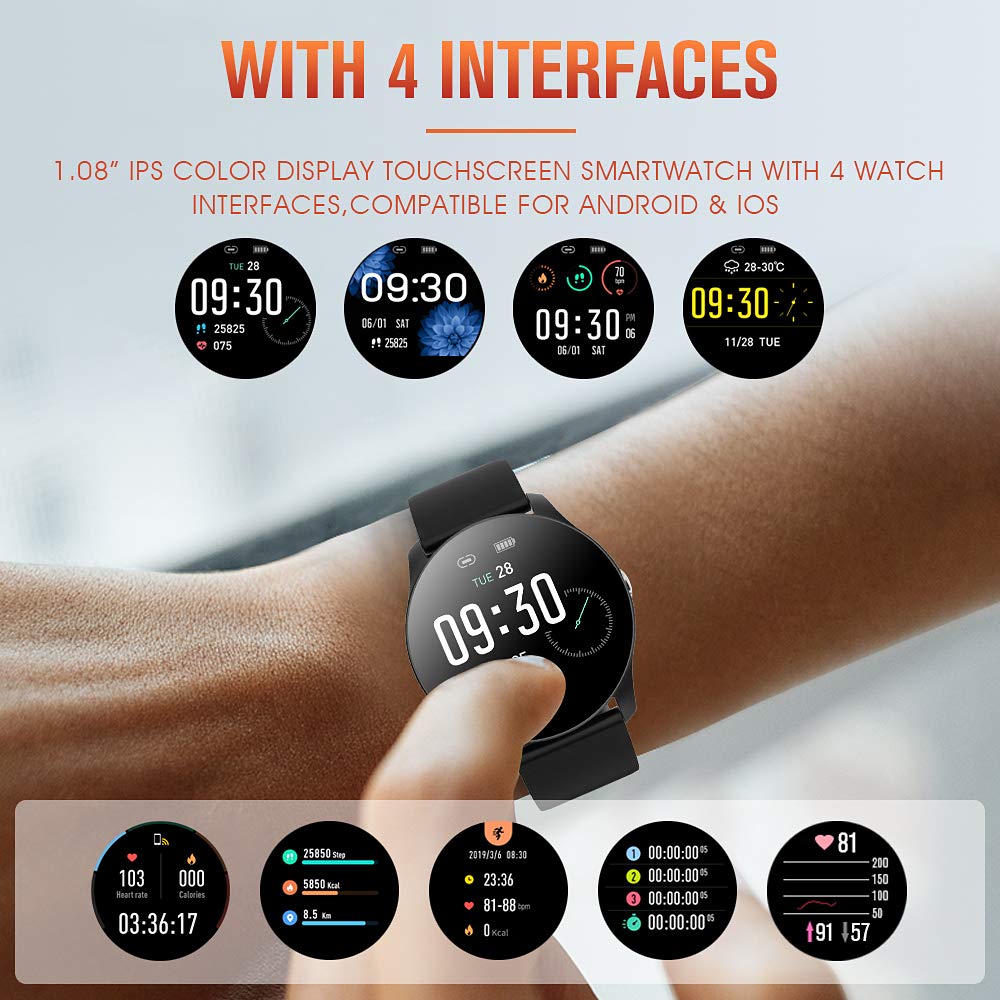 WITH 4 INTERFACES
1.08" IPS COLOR DISPLAY TOUCHSCREEN SMARTWATCH WITH 4 WATCH
INTERFACES,COMPATIBLE FOR ANDROID & IOS
TUE 28
09:30
25825
075
09:30
06/01 SAT
25825
70
bpm
09:30 PM
06
06/01 SAT
28-30℃
09:30
11/28 TUE
TUE 28
09:30
103 000
Heart rate Calories
03:36:17
25850 Step
5850 Kcal
8.5 Km
2019/3/6 08:30
23:36
81-88 bpm
0 Kcal
1 00:00:00 05
2 00:00:00 05
3 00:00:00 05
00:00:00 05
81
200
150
100
50
91 57